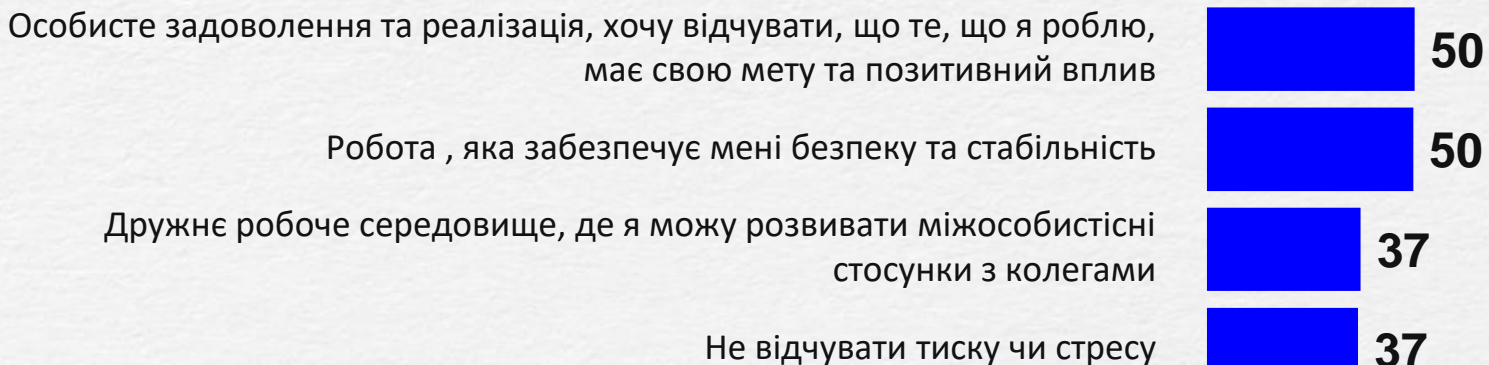 Особисте задоволення та реалізація, хочу відчувати, що те, що я роблю,
має свою мету та позитивний вплив
50
Робота , яка забезпечує мені безпеку та стабільність
50
Дружнє робоче середовище, де я можу розвивати міжособистісні
стосунки з колегами
37
Не відчувати тиску чи стресу
37